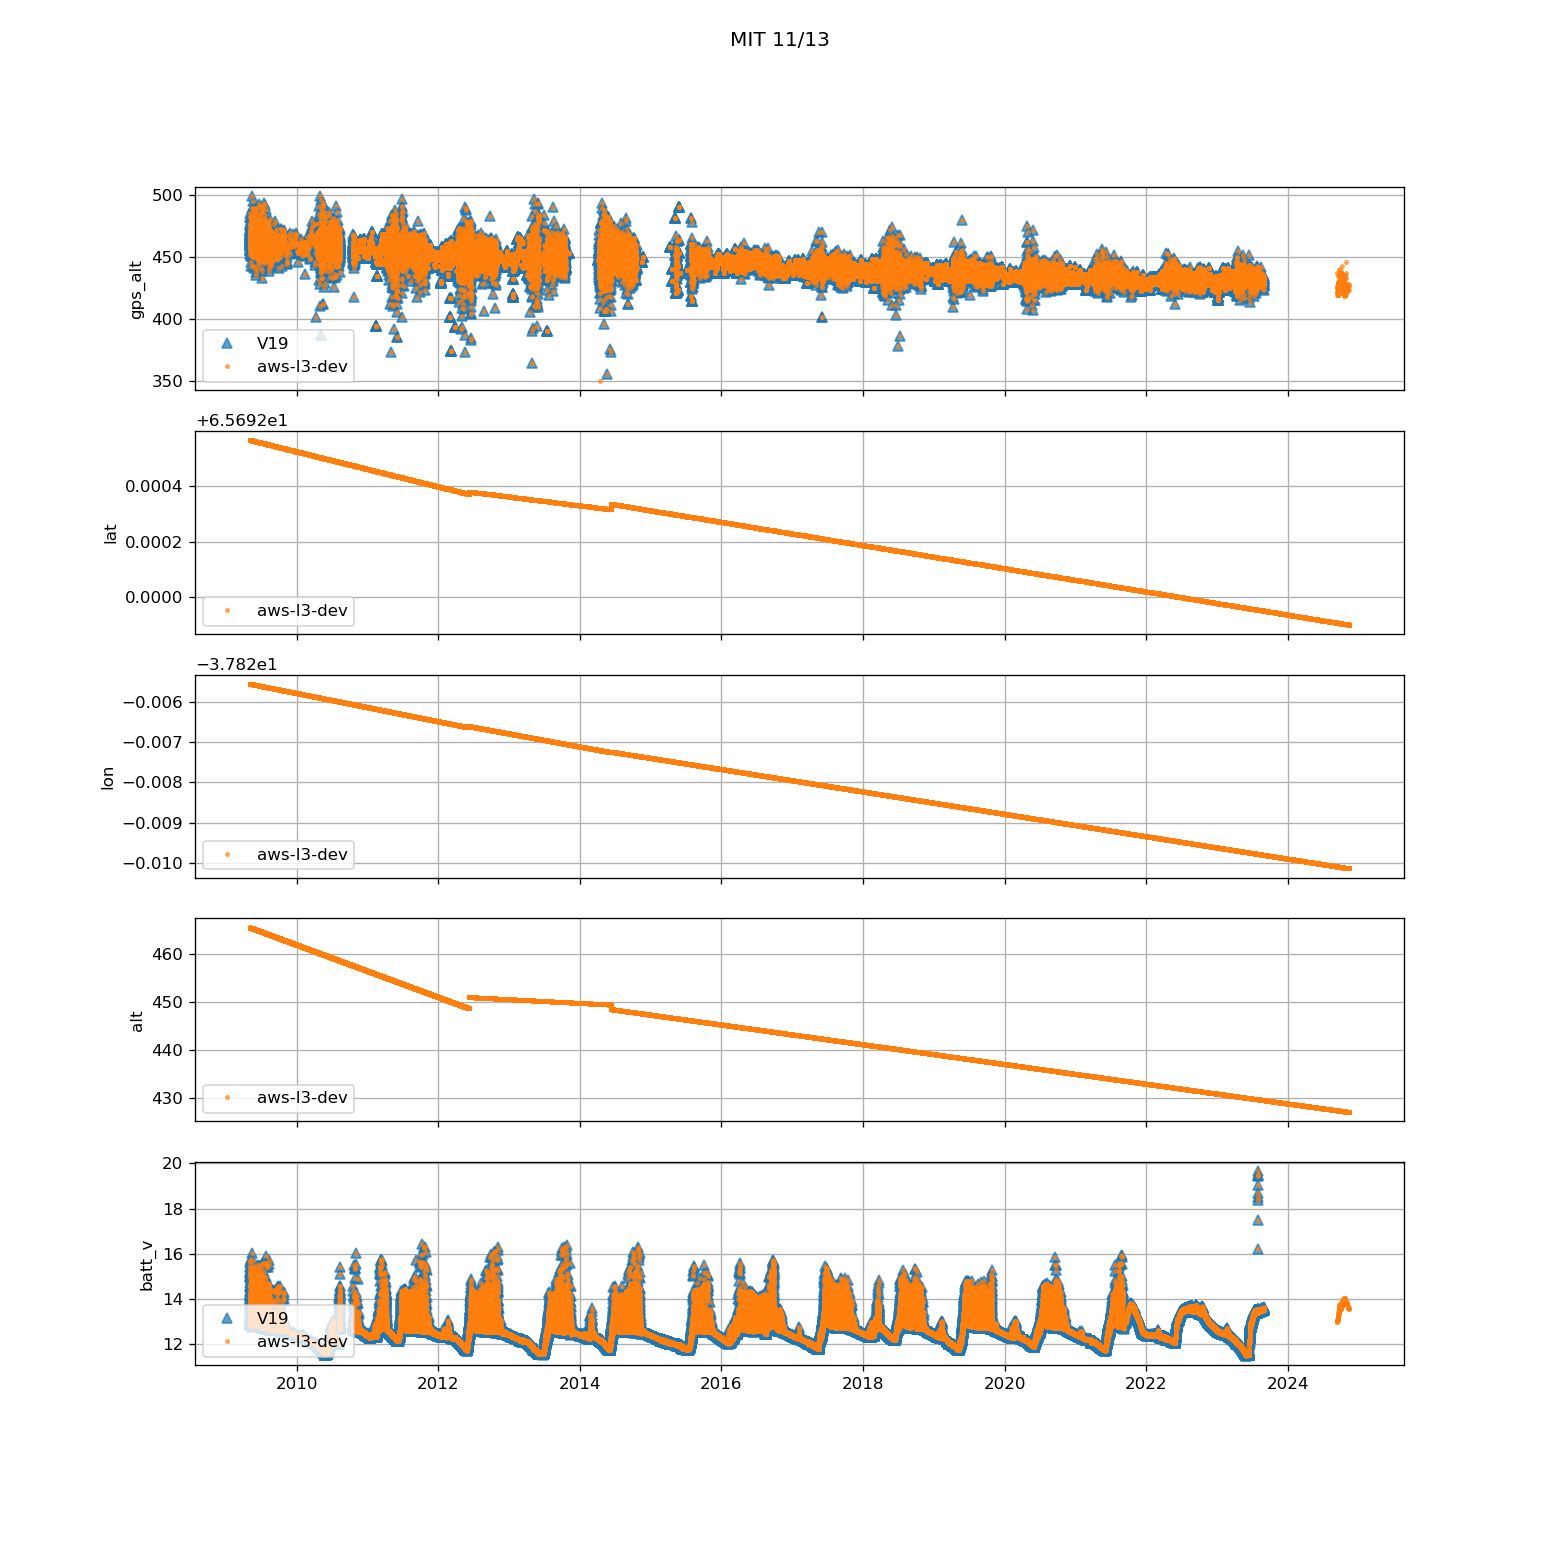 MIT 11/13
500
450
400
350
gps_alt
V19
aws-l3-dev
+6.5692e1
0.0004
0.0002
0.0000
lat
aws-l3-dev
−3.782e1
−0.006
−0.007
−0.008
−0.009
−0.010
lon
aws-l3-dev
460
450
440
430
alt
aws-l3-dev
20
18
16
14
12
batt_v
V19
aws-l3-dev
2010 2012 2014 2016 2018 2020 2022 2024